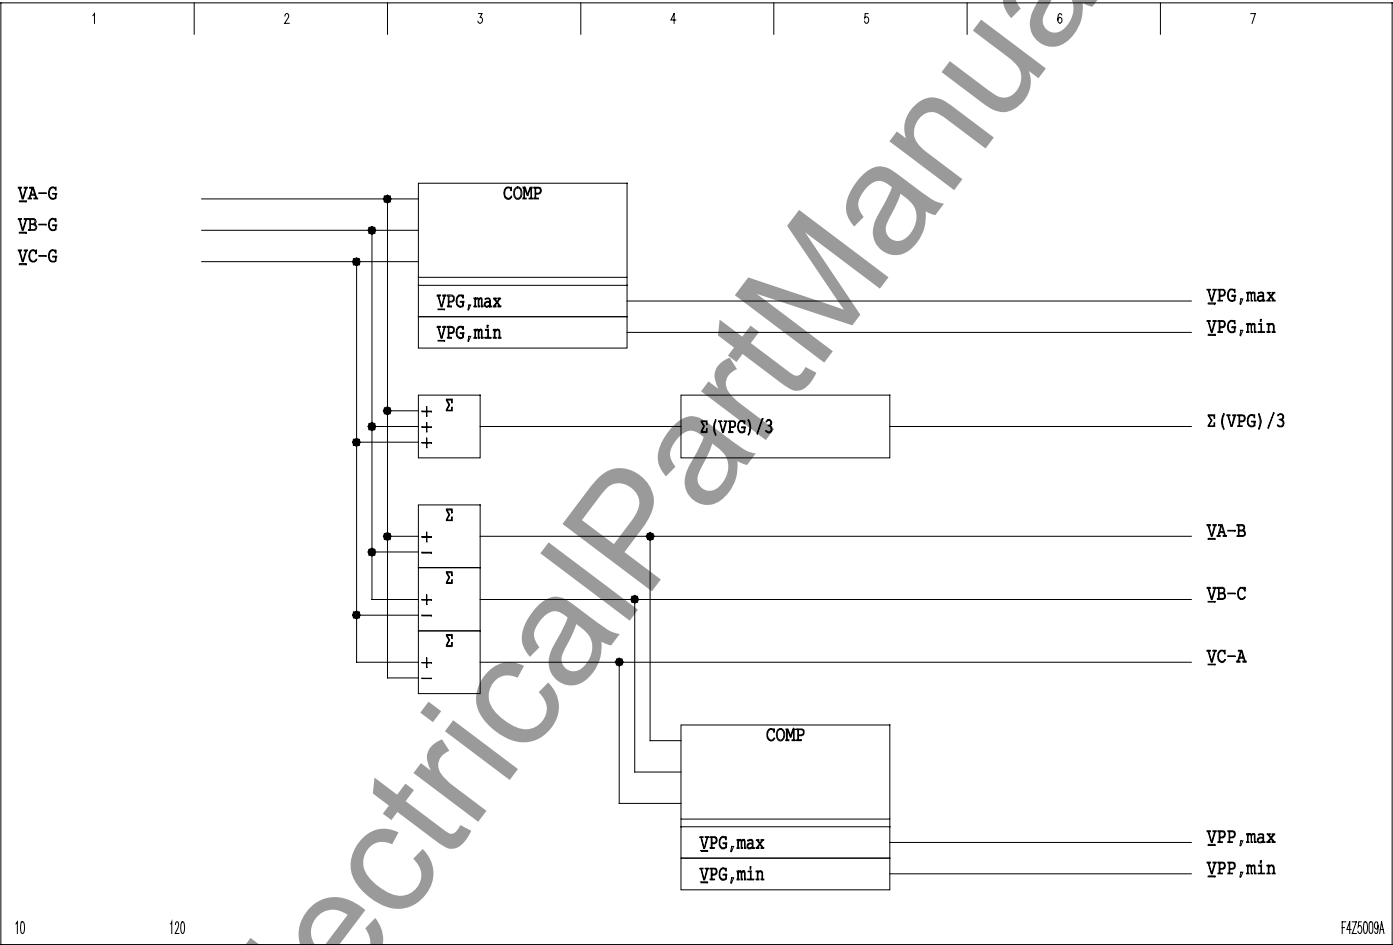 1 2 3 4 5 6 7
VA-G
VB-G
VC-G
COMP
VPG,max
VPG,min
VPG,max
VPG,min
Σ
+
+
+
Σ(VPG)/3
Σ(VPG)/3
Σ
+
−
VA-B
Σ
+
−
VB-C
Σ
+
−
VC-A
COMP
VPG,max
VPG,min
VPP,max
VPP,min
10 120 F4Z5009A
ectricalPartManua